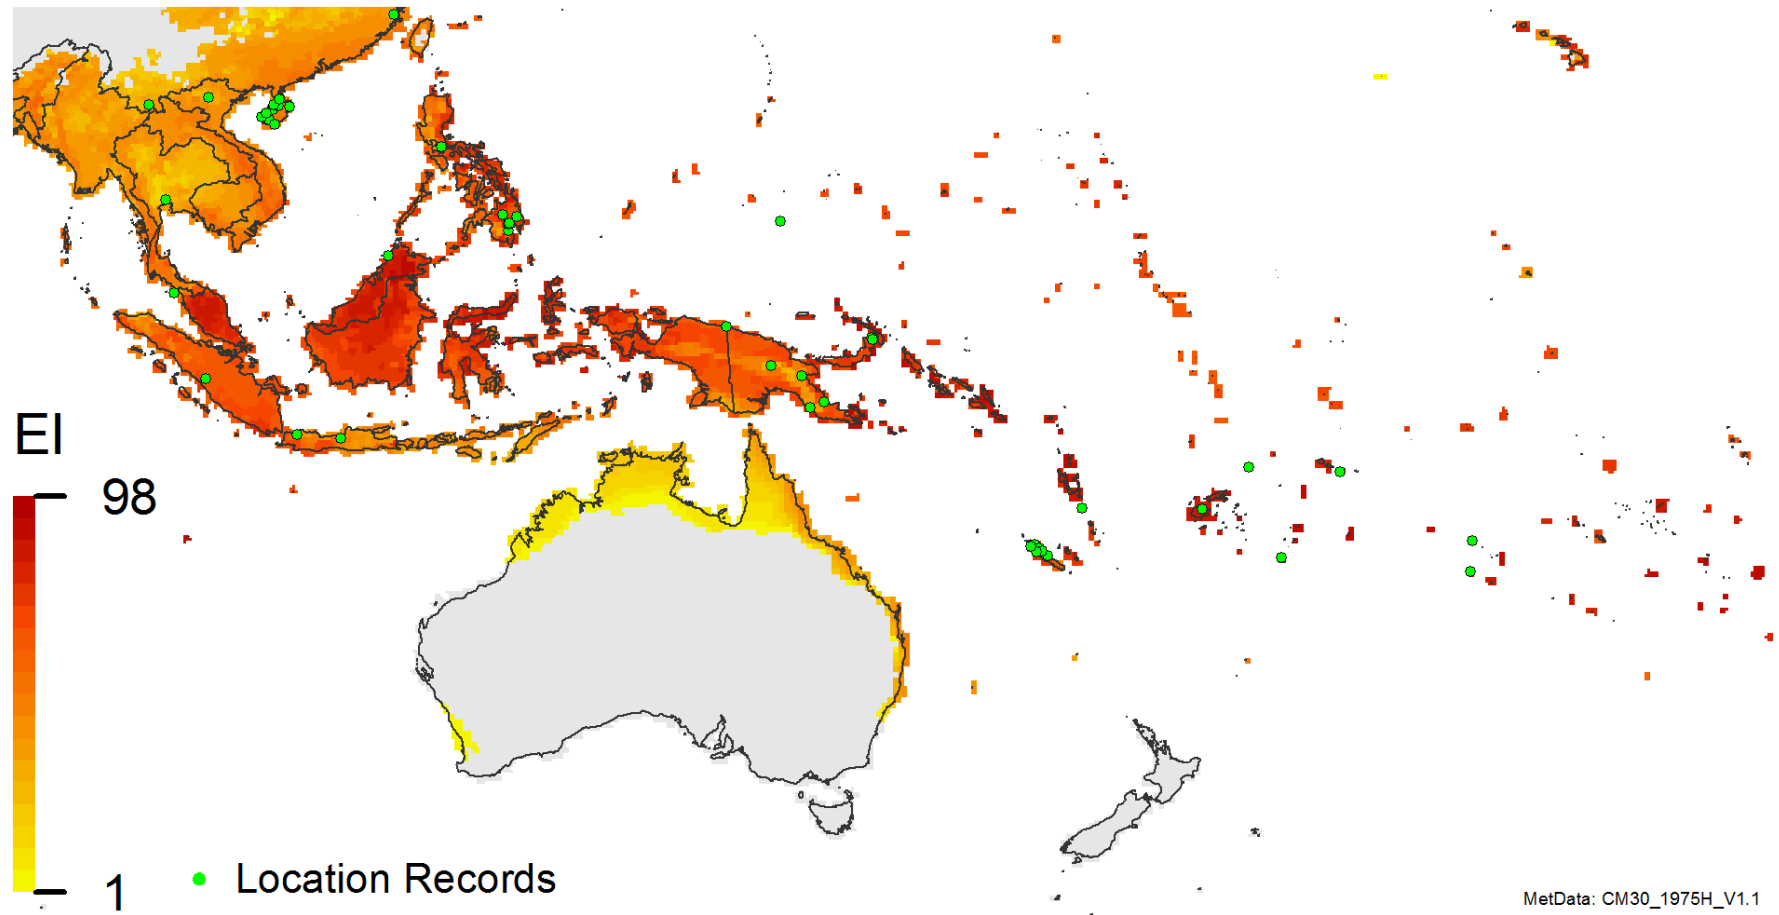 EI
98
1
Location Records
MetData: CM30_1975H_V1.1